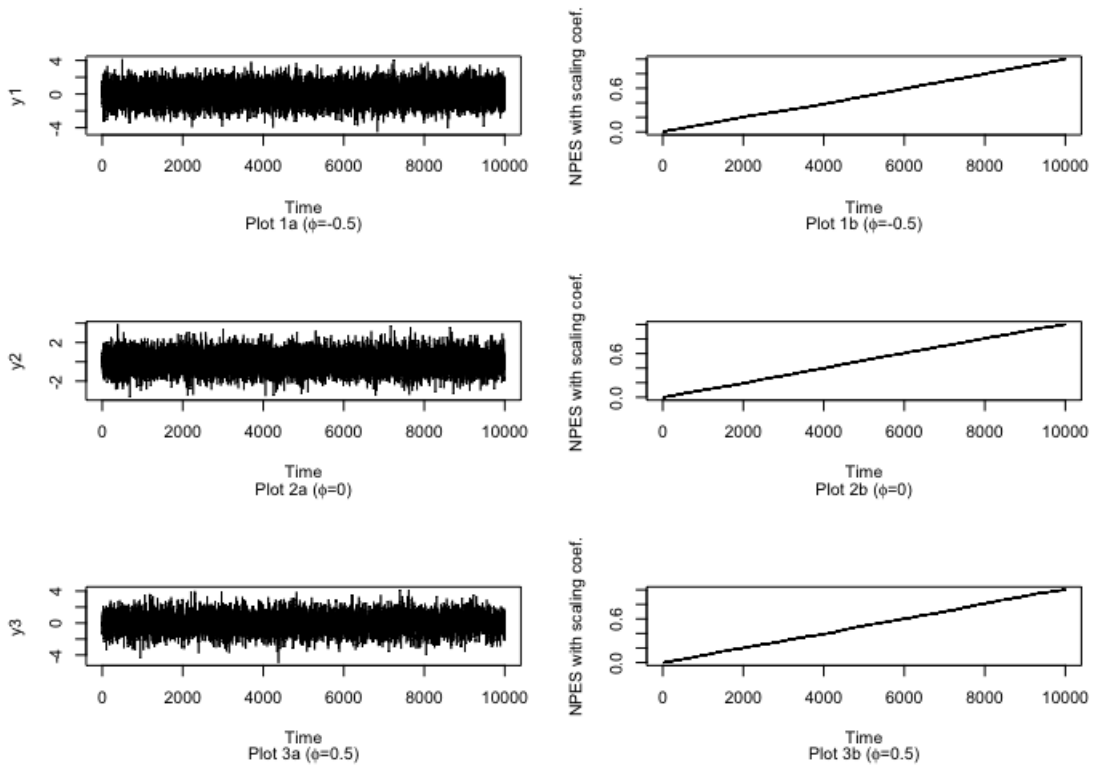 y1
4
0
-4
0 2000 4000 6000 8000 10000
Time
Plot 1a (ϕ=-0.5)
NPES with scaling coef.
0.6
0.0
0 2000 4000 6000 8000 10000
Time
Plot 1b (ϕ=-0.5)
y2
2
-2
0 2000 4000 6000 8000 10000
Time
Plot 2a (ϕ=0)
NPES with scaling coef.
0.6
0.0
0 2000 4000 6000 8000 10000
Time
Plot 2b (ϕ=0)
y3
4
0
-4
0 2000 4000 6000 8000 10000
Time
Plot 3a (ϕ=0.5)
NPES with scaling coef.
0.6
0.0
0 2000 4000 6000 8000 10000
Time
Plot 3b (ϕ=0.5)